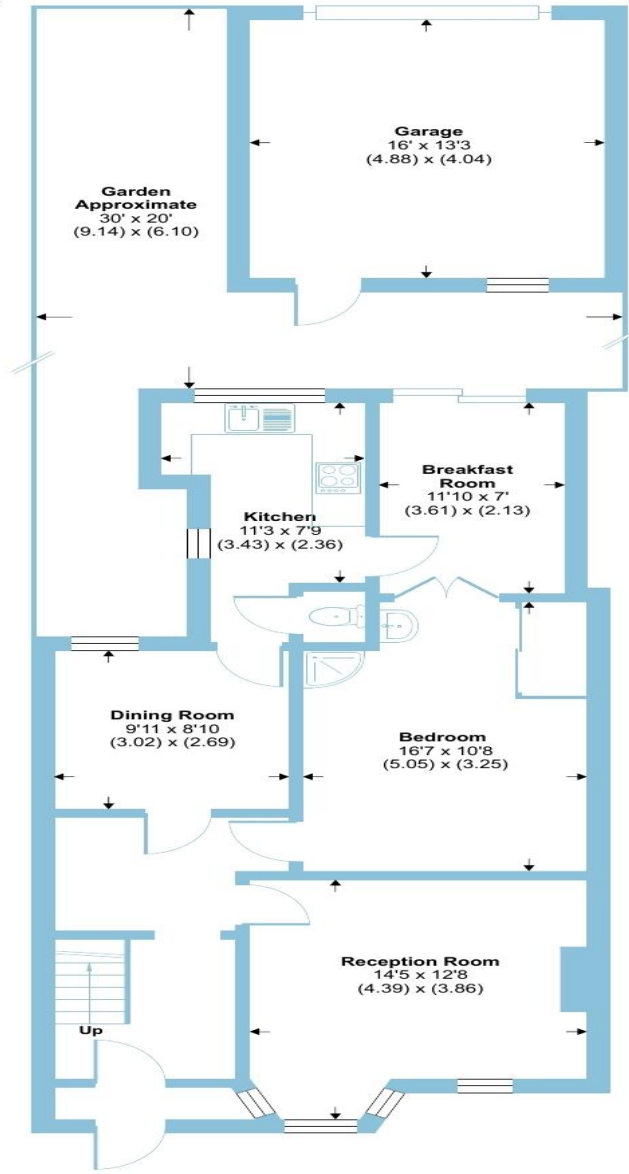 Garage
16' x 13'3
(4.88) x (4.04)
Garden
Approximate
30' x 20'
(9.14) x (6.10)
Breakfast
Room
11'10 x 7'
(3.61) x (2.13)
Kitchen
11'3 x 7'9
(3.43) x (2.36)
Dining Room
9'11 x 8'10
(3.02) x (2.69)
Bedroom
16'7 x 10'8
(5.05) x (3.25)
Reception Room
14'5 x 12'8
(4.39) x (3.86)
Up